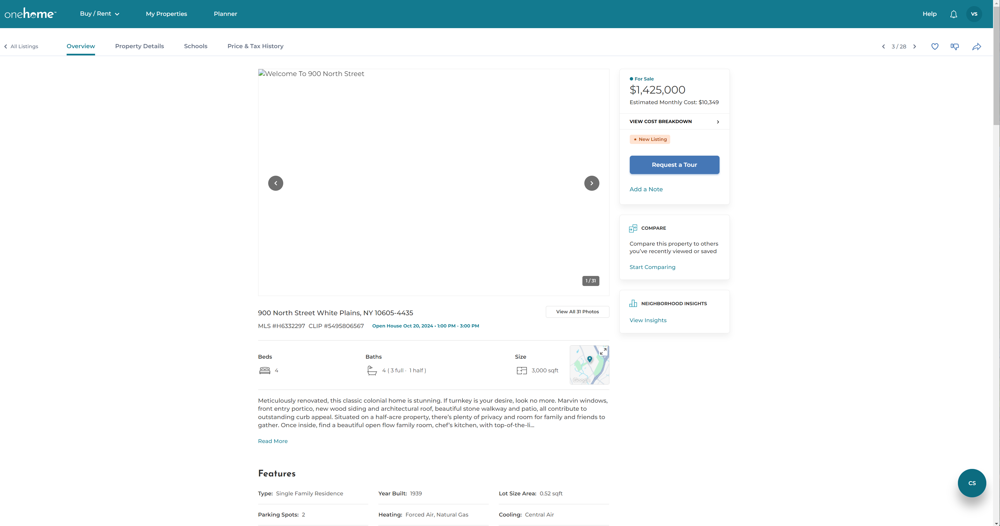 onehome™
Buy / Rent
My Properties
Planner
Help
VS
All Listings
Overview
Property Details
Schools
Price & Tax History
3 / 28
Welcome To 900 North Street
1 / 31
For Sale
$1,425,000
Estimated Monthly Cost: $10,349
VIEW COST BREAKDOWN
New Listing
Request a Tour
Add a Note
COMPARE
Compare this property to others
you've recently viewed or saved
Start Comparing
NEIGHBORHOOD INSIGHTS
View Insights
900 North Street White Plains, NY 10605-4435
View All 31 Photos
MLS #H6332297 CLIP #5495806567 Open House Oct 20, 2024 • 1:00 PM - 3:00 PM
Beds
4
Baths
4 ( 3 full · 1 half )
Size
3,000 sqft
Google
Meticulously renovated, this classic colonial home is stunning. If turnkey is your desire, look no more. Marvin windows,
front entry portico, new wood siding and architectural roof, beautiful stone walkway and patio, all contribute to
outstanding curb appeal. Situated on a half-acre property, there's plenty of privacy and room for family and friends to
gather. Once inside, find a beautiful open flow family room, chef's kitchen, with top-of-the-li...
Read More
Features
Type: Single Family Residence
Year Built: 1939
Lot Size Area: 0.52 sqft
Parking Spots: 2
Heating: Forced Air, Natural Gas
Cooling: Central Air
CS